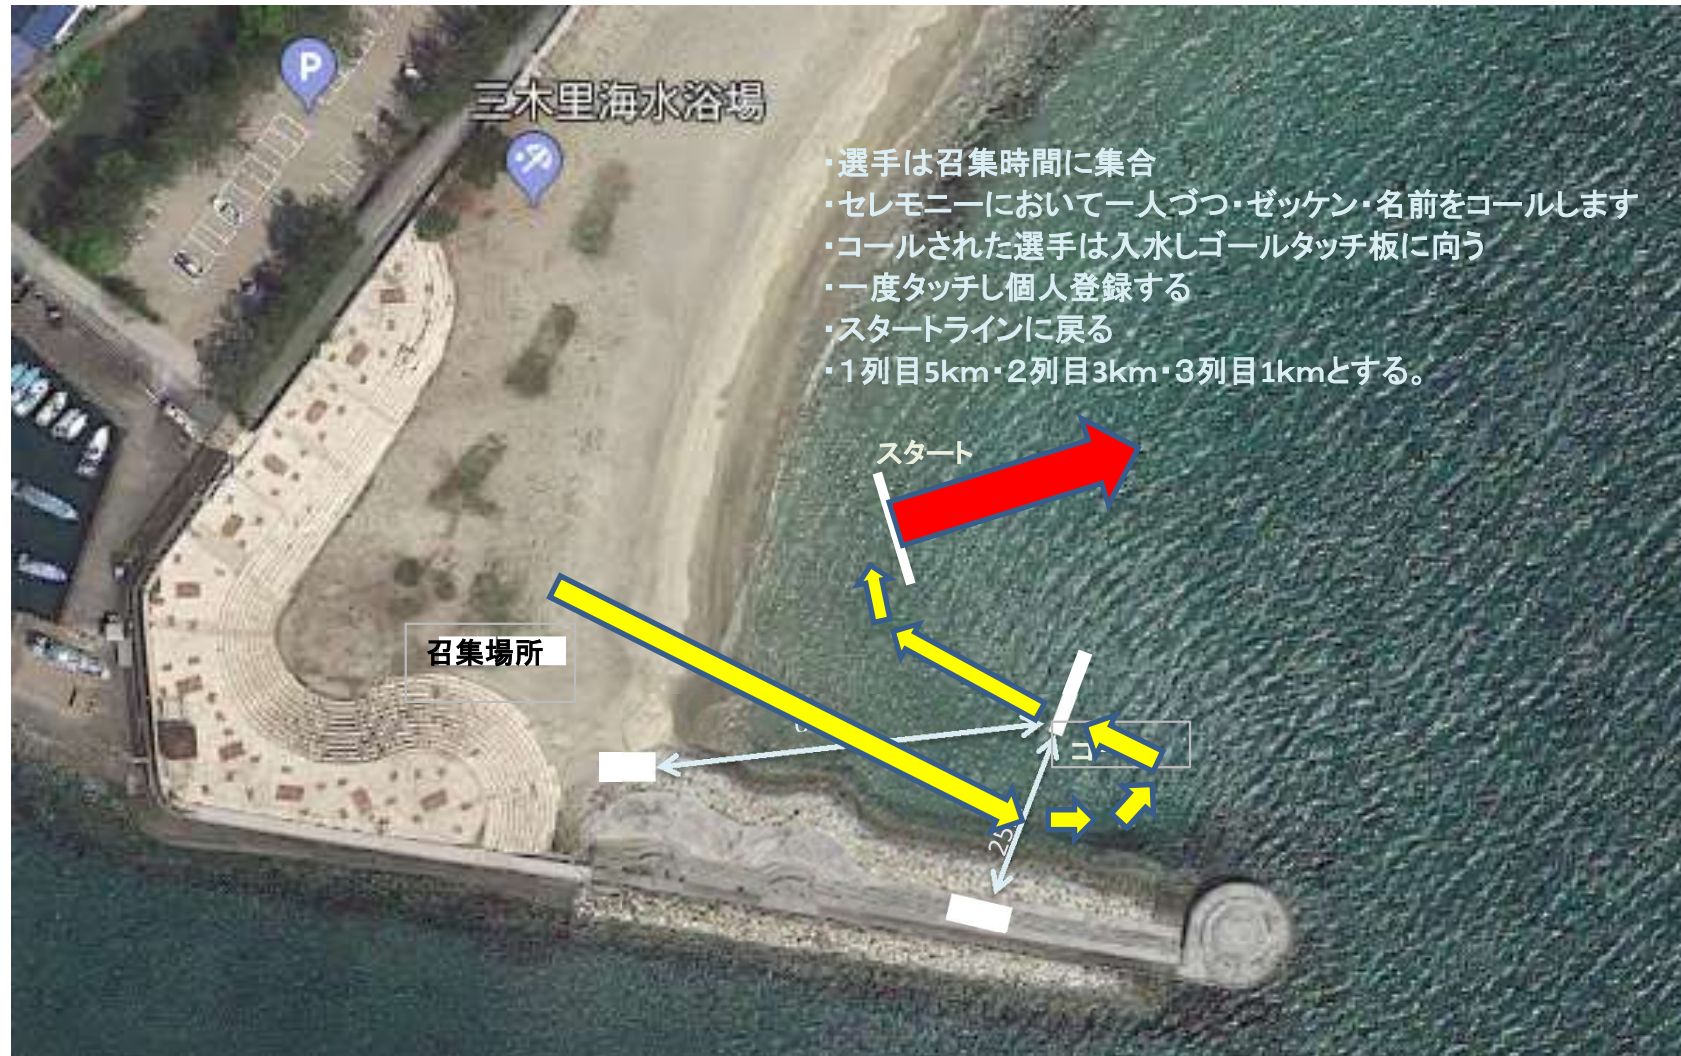 P
三木里海水浴場
・選手は召集時間に集合
・セレモニーにおいて一人づつ・ゼッケン・名前をコールします
・コールされた選手は入水しゴールタッチ板に向う
・一度タッチし個人登録する
・スタートラインに戻る
・１列目5km・２列目3km・３列目1kmとする。
スタート
召集場所
25